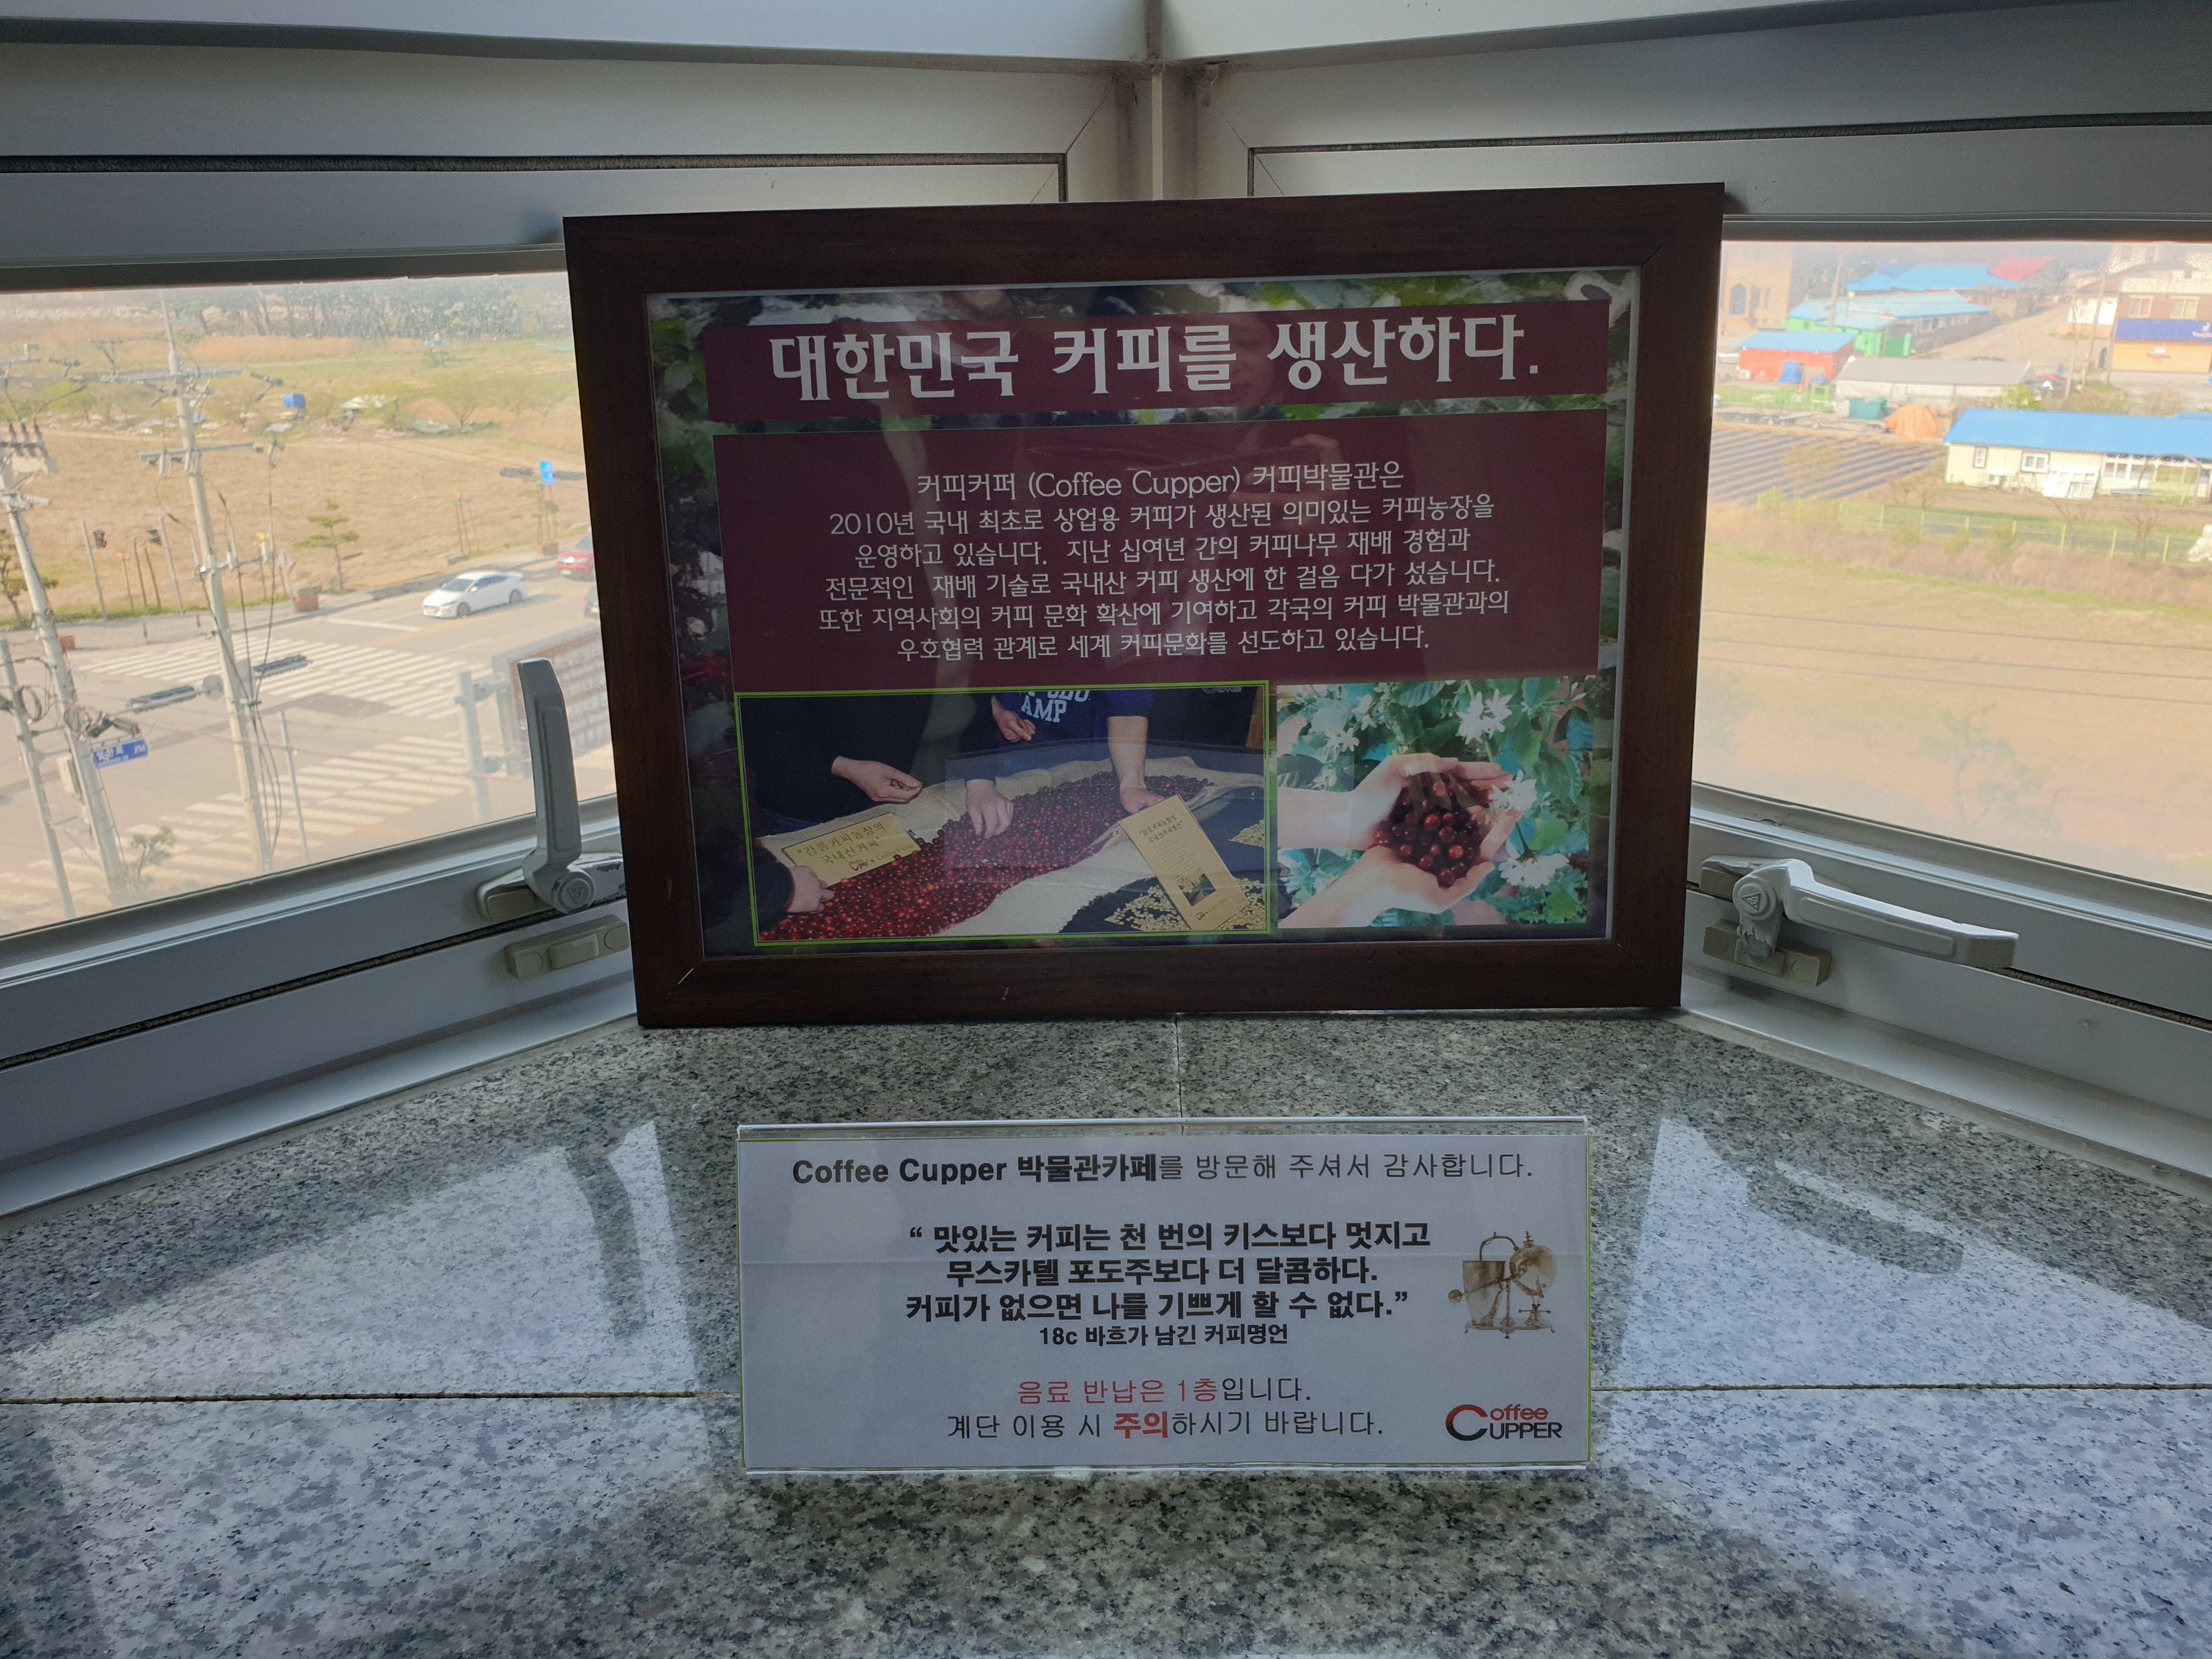 대한민국 커피를 생산하다.
커피커퍼 (Coffee Cupper) 커피박물관은
2010년 국내 최초로 상업용 커피가 생산된 의미있는 커피농장을
운영하고 있습니다. 지난 십여년 간의 커피나무 재배 경험과
전문적인 재배 기술로 국내산 커피 생산에 한 걸음 다가 섰습니다.
또한 지역사회의 커피 문화 확산에 기여하고 각국의 커피 박물관과의
우호협력 관계로 세계 커피문화를 선도하고 있습니다.
AMP
"강릉커피농장의
국내산커피"
Coffee Cupper 박물관카페를 방문해 주셔서 감사합니다.
“ 맛있는 커피는 천 번의 키스보다 멋지고
무스카텔 포도주보다 더 달콤하다.
커피가 없으면 나를 기쁘게 할 수 없다.”
18c 바흐가 남긴 커피명언
음료 반납은 1층입니다.
계단 이용 시 주의하시기 바랍니다.
Coffee
CUPPER